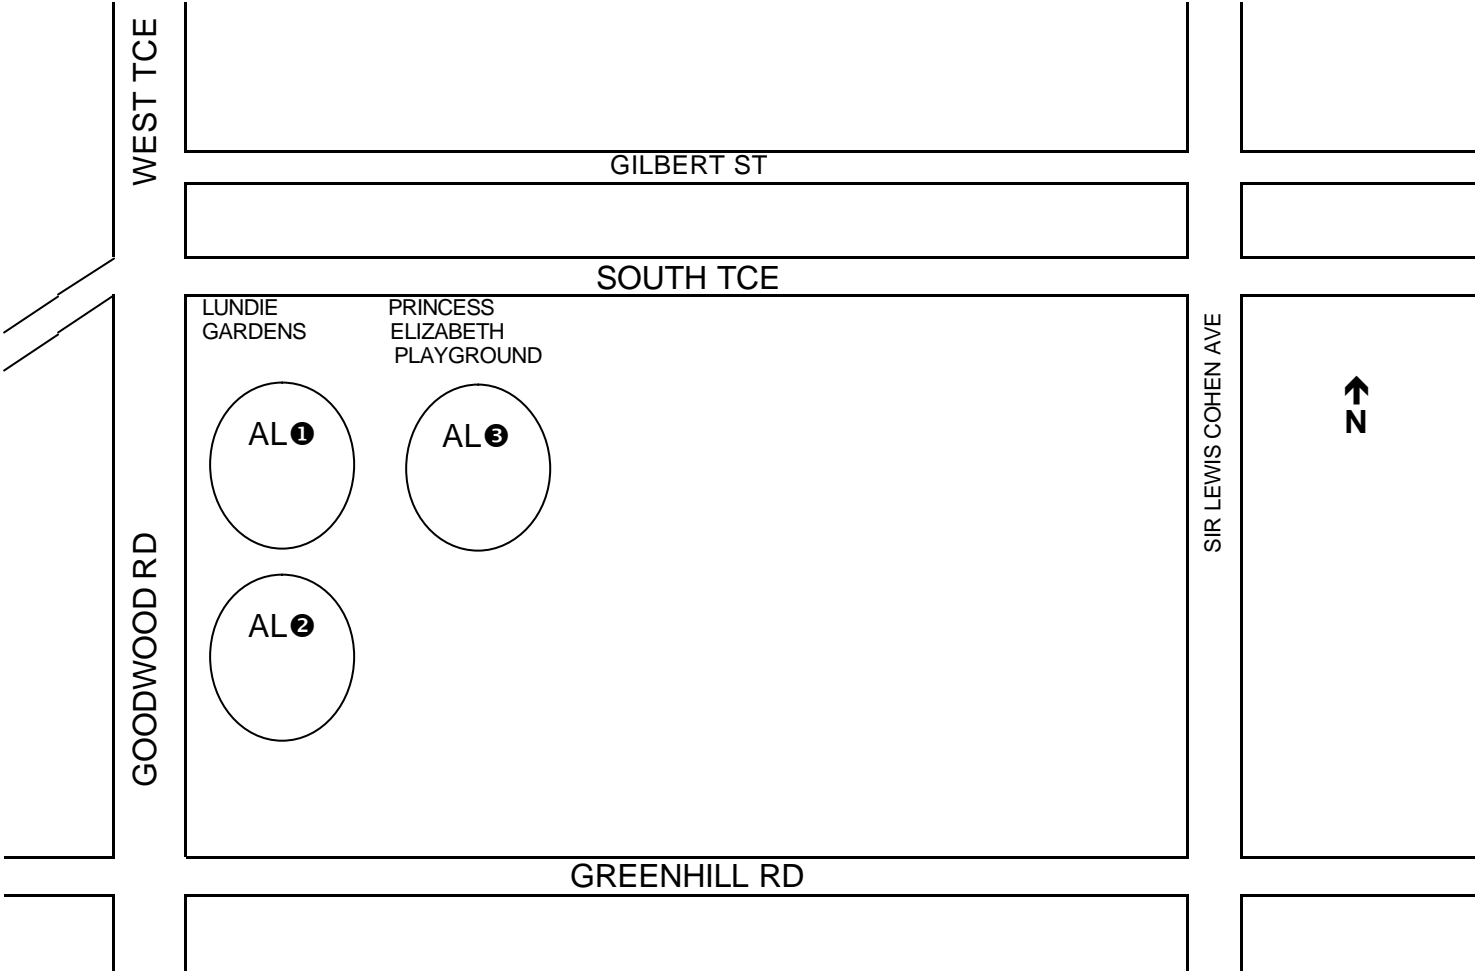 WEST TCE
GILBERT ST
SOUTH TCE
LUNDIE
GARDENS
PRINCESS
ELIZABETH
PLAYGROUND
SIR LEWIS COHEN AVE
N
AL❶
AL❸
GOODWOOD RD
AL❷
GREENHILL RD